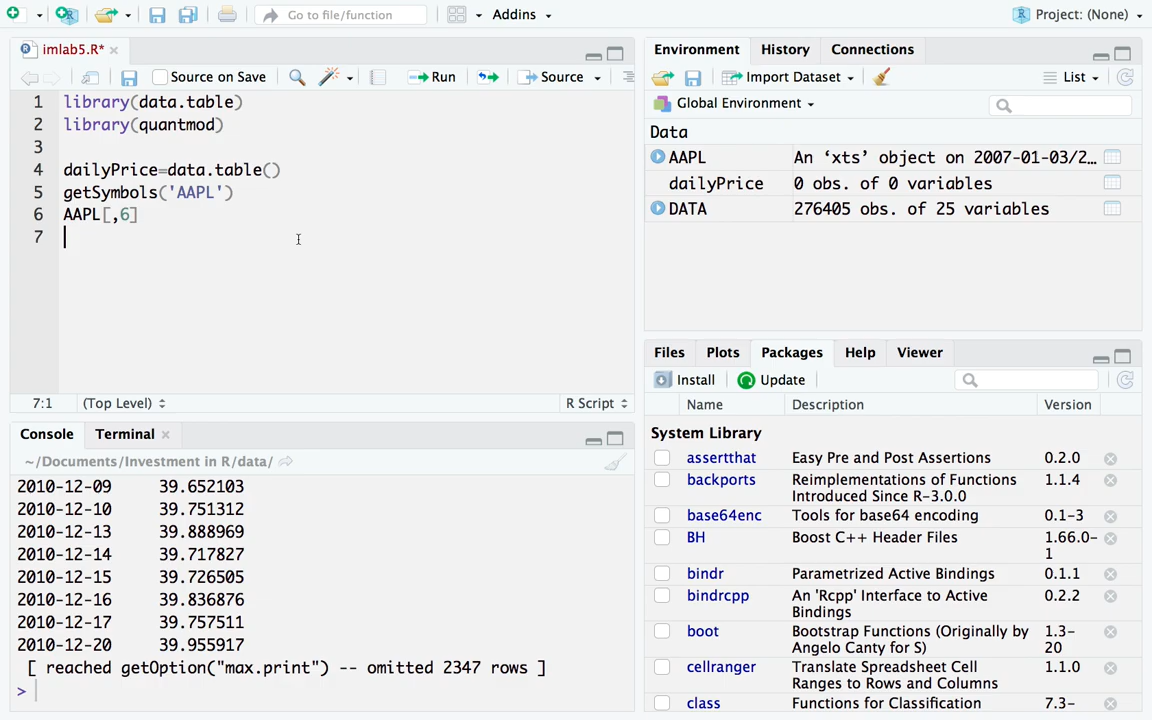 Go to file/function
Addins
Project: (None)
imlab5.R*
Source on Save
Run
Source
1 library(data.table)
2 library(quantmod)
3
4 dailyPrice=data.table()
5 getSymbols('AAPL')
6 AAPL[,6]
7
7:1 (Top Level) R Script
Console Terminal
~/Documents/Investment in R/data/
2010-12-09 39.652103
2010-12-10 39.751312
2010-12-13 39.888969
2010-12-14 39.717827
2010-12-15 39.726505
2010-12-16 39.836876
2010-12-17 39.757511
2010-12-20 39.955917
[ reached getOption("max.print") -- omitted 2347 rows ]
>
Environment History Connections
Import Dataset List
Global Environment
Data
AAPL An ‘xts’ object on 2007-01-03/2…
dailyPrice 0 obs. of 0 variables
DATA 276405 obs. of 25 variables
Files Plots Packages Help Viewer
Install Update
Name Description Version
System Library
assertthat Easy Pre and Post Assertions 0.2.0
backports Reimplementations of Functions 1.1.4
Introduced Since R-3.0.0
base64enc Tools for base64 encoding 0.1-3
BH Boost C++ Header Files 1.66.0-
1
bindr Parametrized Active Bindings 0.1.1
bindrcpp An 'Rcpp' Interface to Active 0.2.2
Bindings
boot Bootstrap Functions (Originally by 1.3-
Angelo Canty for S) 20
cellranger Translate Spreadsheet Cell 1.1.0
Ranges to Rows and Columns
class Functions for Classification 7.3-